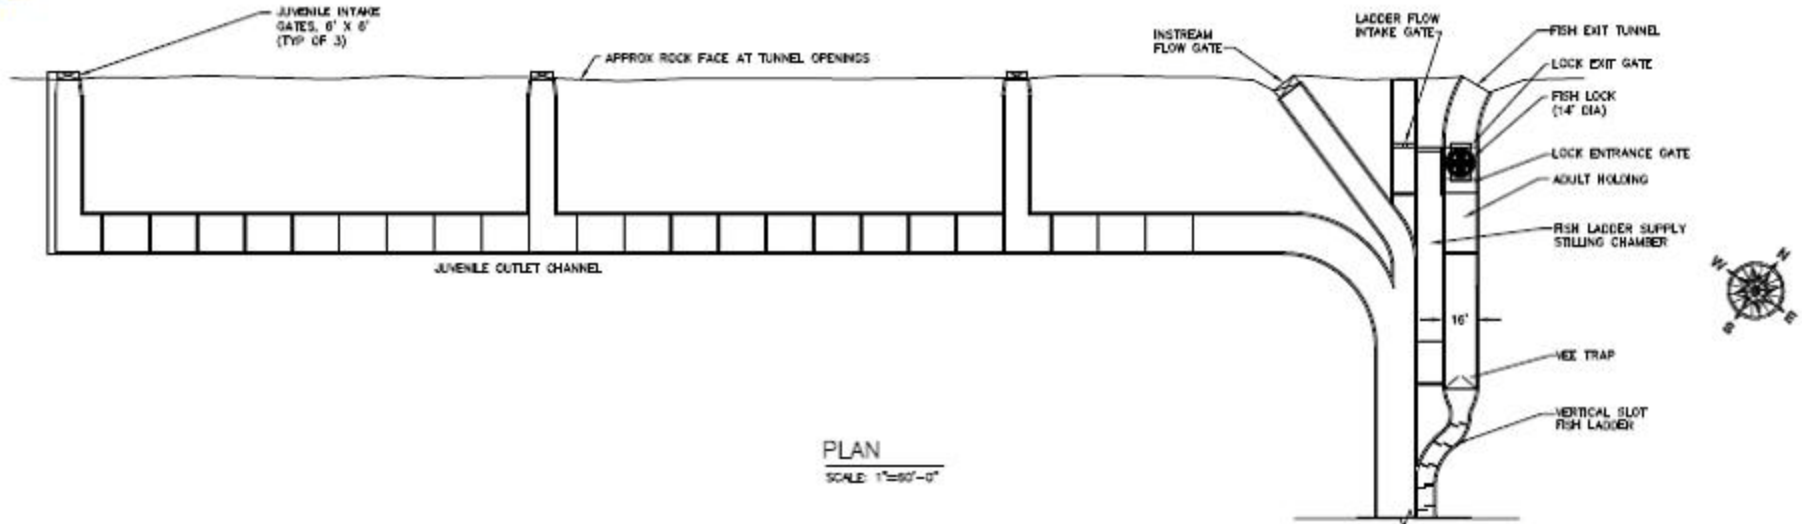 JUVENILE INTAKE
GATES, 6' X 6'
(TYP OF 3)
APPROX ROCK FACE AT TUNNEL OPENINGS
INSTREAM
FLOW GATE
LADDER FLOW
INTAKE GATE
FISH EXIT TUNNEL
LOCK EXIT GATE
FISH LOCK
(14' DIA)
LOCK ENTRANCE GATE
ADULT HOLDING
FISH LADDER SUPPLY
STILLING CHAMBER
JUVENILE OUTLET CHANNEL
W
N
S
E
16'
VEE TRAP
VERTICAL SLOT
FISH LADDER
PLAN
SCALE: 1"=60'-0"